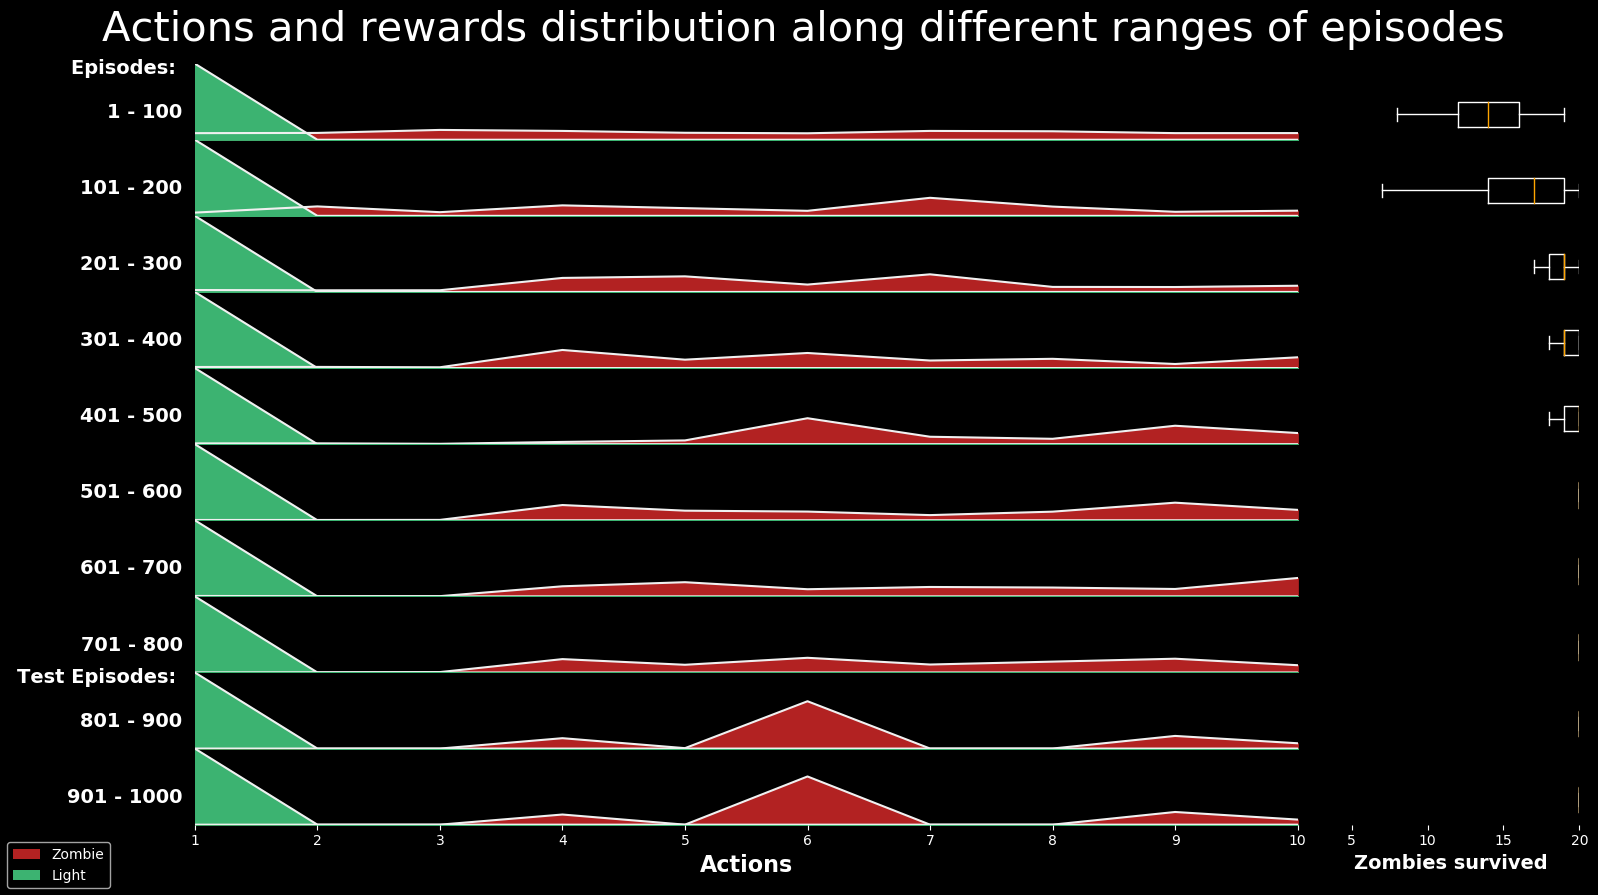 Actions and rewards distribution along different ranges of episodes
Episodes:
1 - 100
101 - 200
201 - 300
301 - 400
401 - 500
501 - 600
601 - 700
701 - 800
Test Episodes:
801 - 900
901 - 1000
1 2 3 4 5 6 7 8 9 10
5 10 15 20
Actions
Zombies survived
Zombie
Light